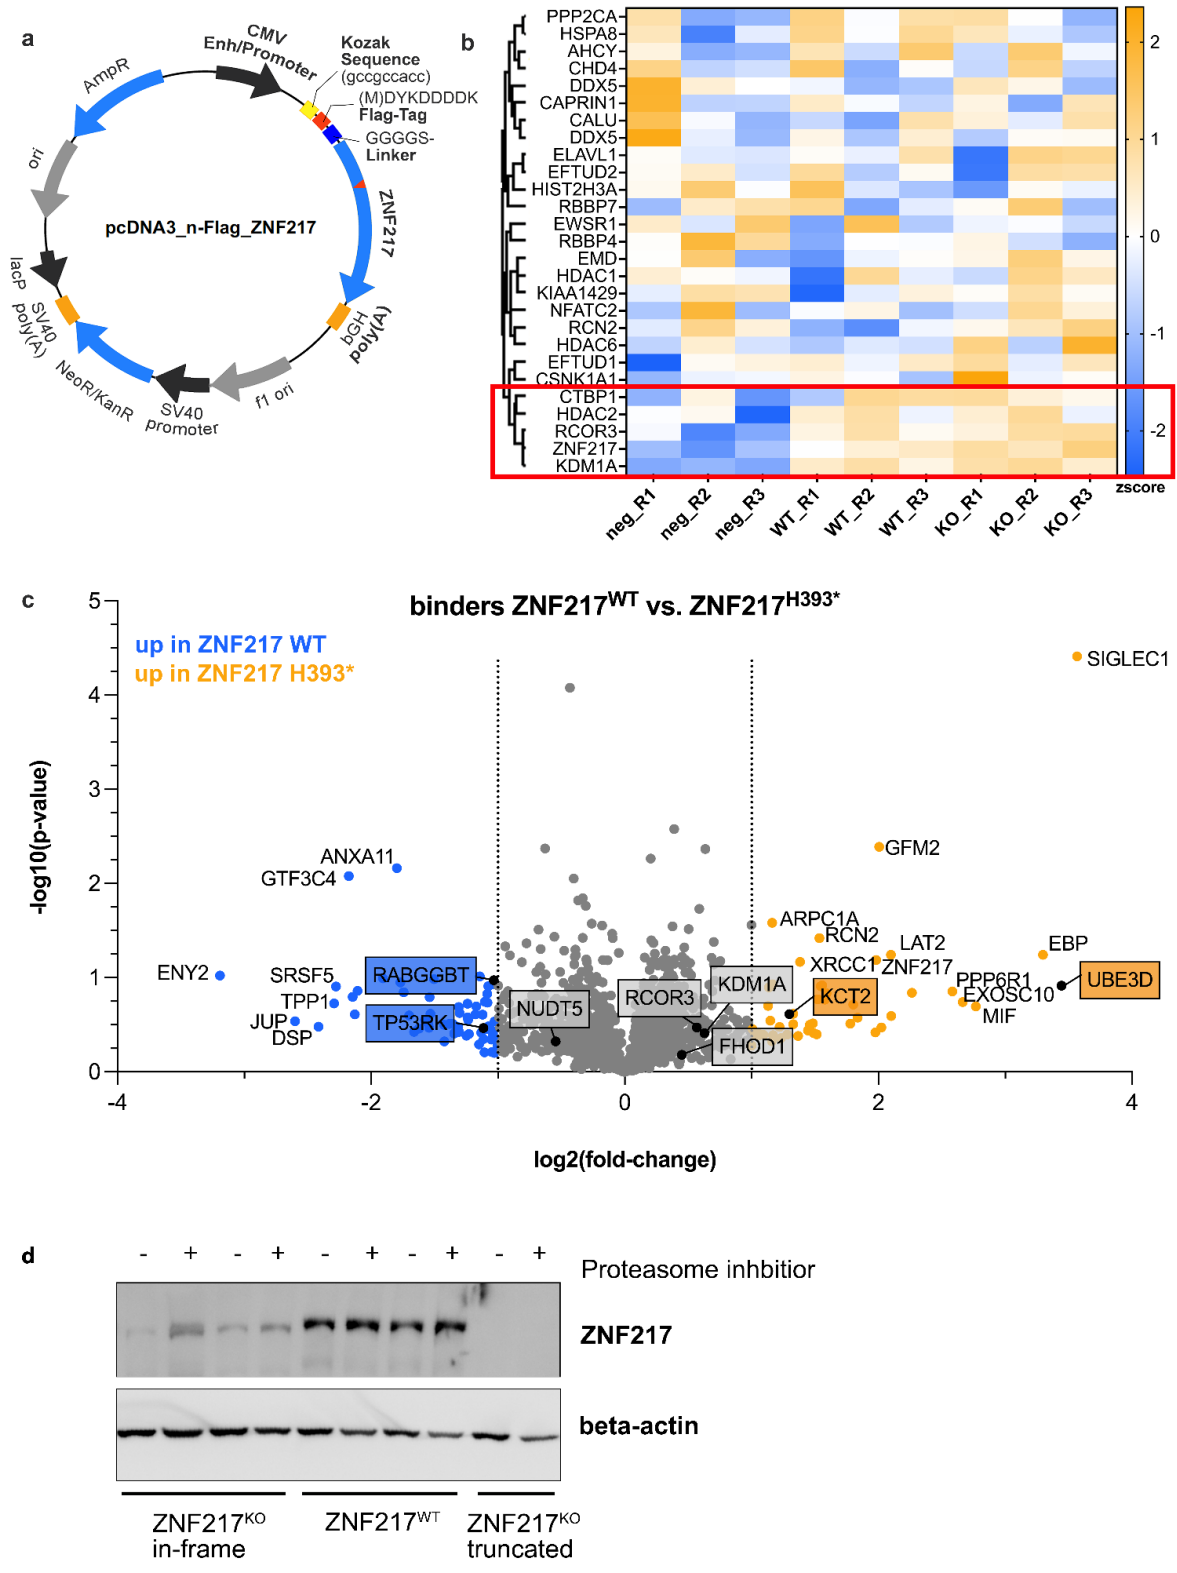 a
CMV
Enh/Promoter
Kozak
Sequence
(gccgccacc)
(M)DYKDDDDK
Flag-Tag
GGGGS-
Linker
AmpR
ori
ZNF217
pcDNA3_n-Flag_ZNF217
lacP
SV40
poly(A)
bGH
poly(A)
NeoR/KanR
SV40
promoter
f1 ori
b
PPP2CA
HSPA8
AHCY
CHD4
DDX5
CAPRIN1
CALU
DDX5
ELAVL1
EFTUD2
HIST2H3A
RBBP7
EWSR1
RBBP4
EMD
HDAC1
KIAA1429
NFATC2
RCN2
HDAC6
EFTUD1
CSNK1A1
CTBP1
HDAC2
RCOR3
ZNF217
KDM1A
2
1
0
-1
-2
zscore
neg_R1
neg_R2
neg_R3
WT_R1
WT_R2
WT_R3
KO_R1
KO_R2
KO_R3
c
binders ZNF217WT vs. ZNF217H393*
up in ZNF217 WT
up in ZNF217 H393*
5
4
3
2
1
0
-log10(p-value)
SIGLEC1
GFM2
ANXA11
GTF3C4
ARPC1A
RCN2
LAT2
EBP
ENY2
SRSF5
RABGGBT
XRCC1
ZNF217
PPP6R1
UBE3D
KDM1A
RCOR3
KCT2
EXOSC10
MIF
TPP1
NUDT5
JUP
TP53RK
DSP
FHOD1
-4
-2
0
2
4
log2(fold-change)
d
- + - + - + - + - +
Proteasome inhbitior
ZNF217
beta-actin
ZNF217KO
in-frame
ZNF217WT
ZNF217KO
truncated